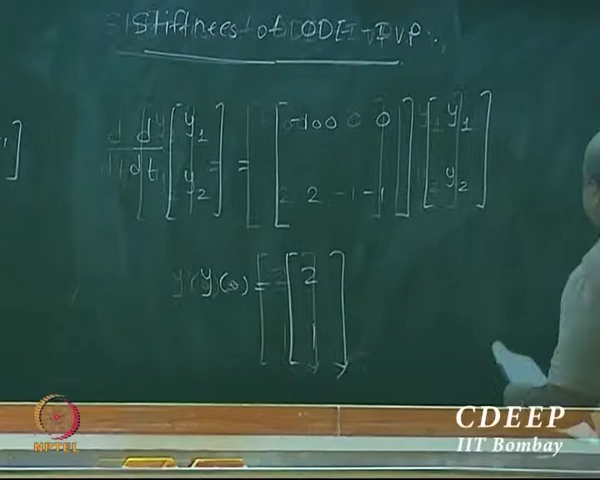 Stiffness of ODE-IVP
d/dt [ y1 y2 ] = [ -100 0 2 -1 ] [ y1 y2 ]
y(0) = [ 2 1 ]
NPTEL
CDEEP
IIT Bombay